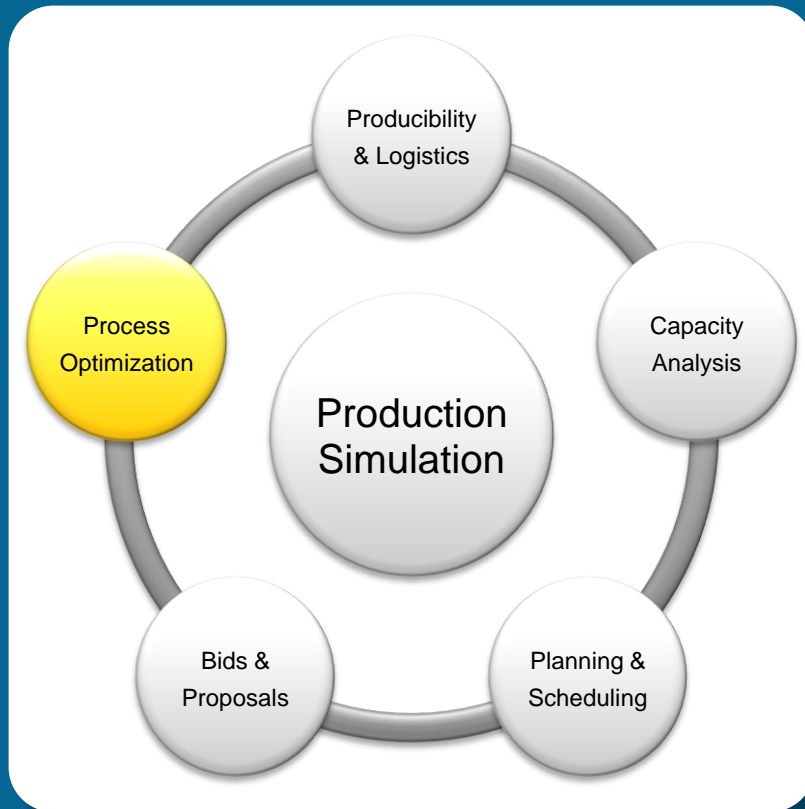 Producibility
& Logistics
Capacity
Analysis
Planning &
Scheduling
Bids &
Proposals
Process
Optimization
Production
Simulation